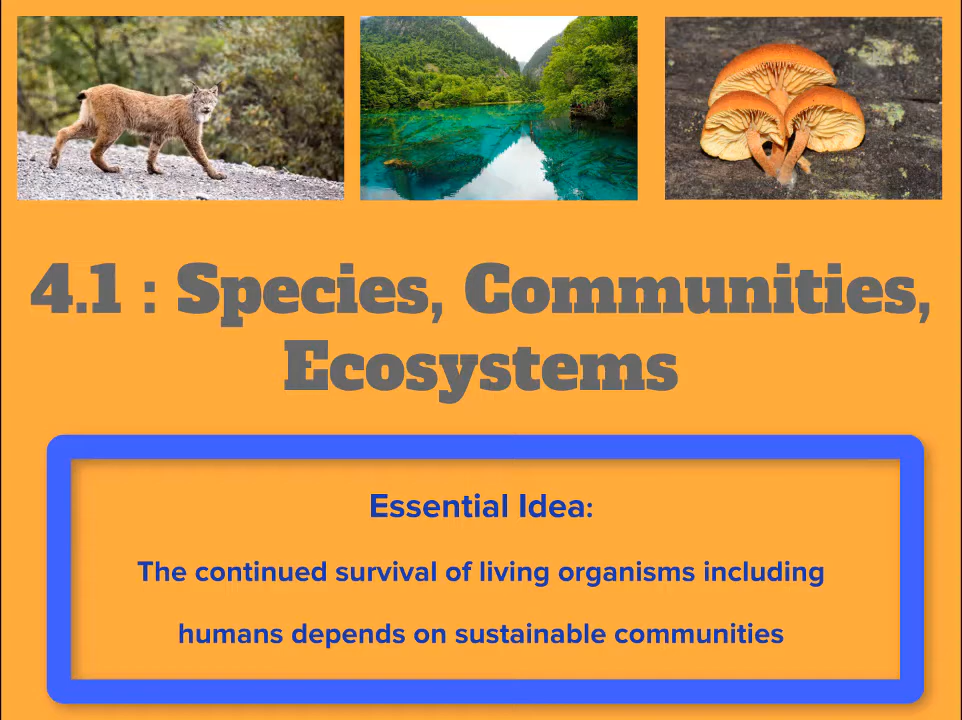 4.1 : Species, Communities,
Ecosystems
Essential Idea:
The continued survival of living organisms including
humans depends on sustainable communities